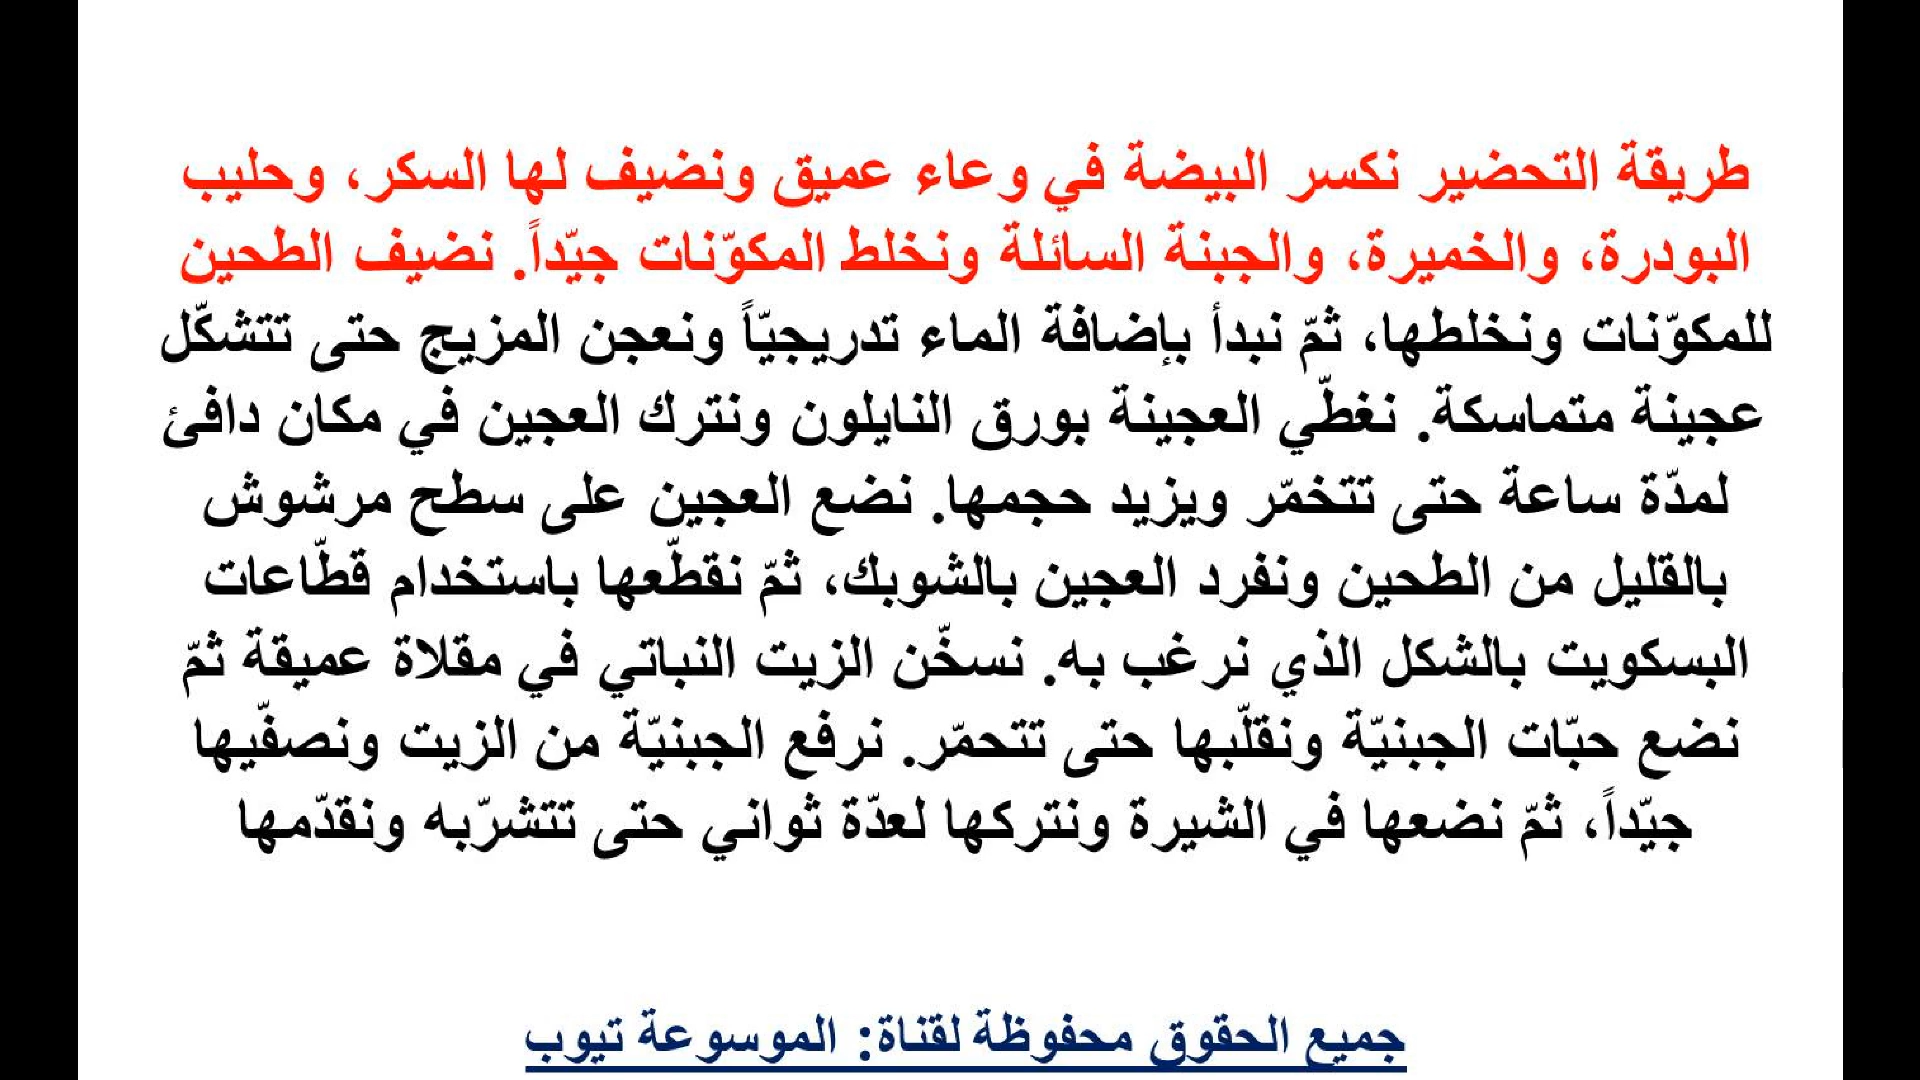 طريقة التحضير نكسر البيضة في وعاء عميق ونضيف لها السكر، وحليب
البودرة، والخميرة، والجبنة السائلة ونخلط المكوّنات جيّداً. نضيف الطحين
للمكوّنات ونخلطها، ثمّ نبدأ بإضافة الماء تدريجيّاً ونعجن المزيج حتى تتشكّل
عجينة متماسكة. نغطّي العجينة بورق النايلون ونترك العجين في مكان دافئ
لمدّة ساعة حتى تتخمّر ويزيد حجمها. نضع العجين على سطح مرشوش
بالقليل من الطحين ونفرد العجين بالشوبك، ثمّ نقطّعها باستخدام قطّاعات
البسكويت بالشكل الذي نرغب به. نسخّن الزيت النباتي في مقلاة عميقة ثمّ
نضع حبّات الجبنيّة ونقلّبها حتى تتحمّر. نرفع الجبنيّة من الزيت ونصفّيها
جيّداً، ثمّ نضعها في الشيرة ونتركها لعدّة ثواني حتى تتشرّبه ونقدّمها
جميع الحقوق محفوظة لقناة: الموسوعة تيوب